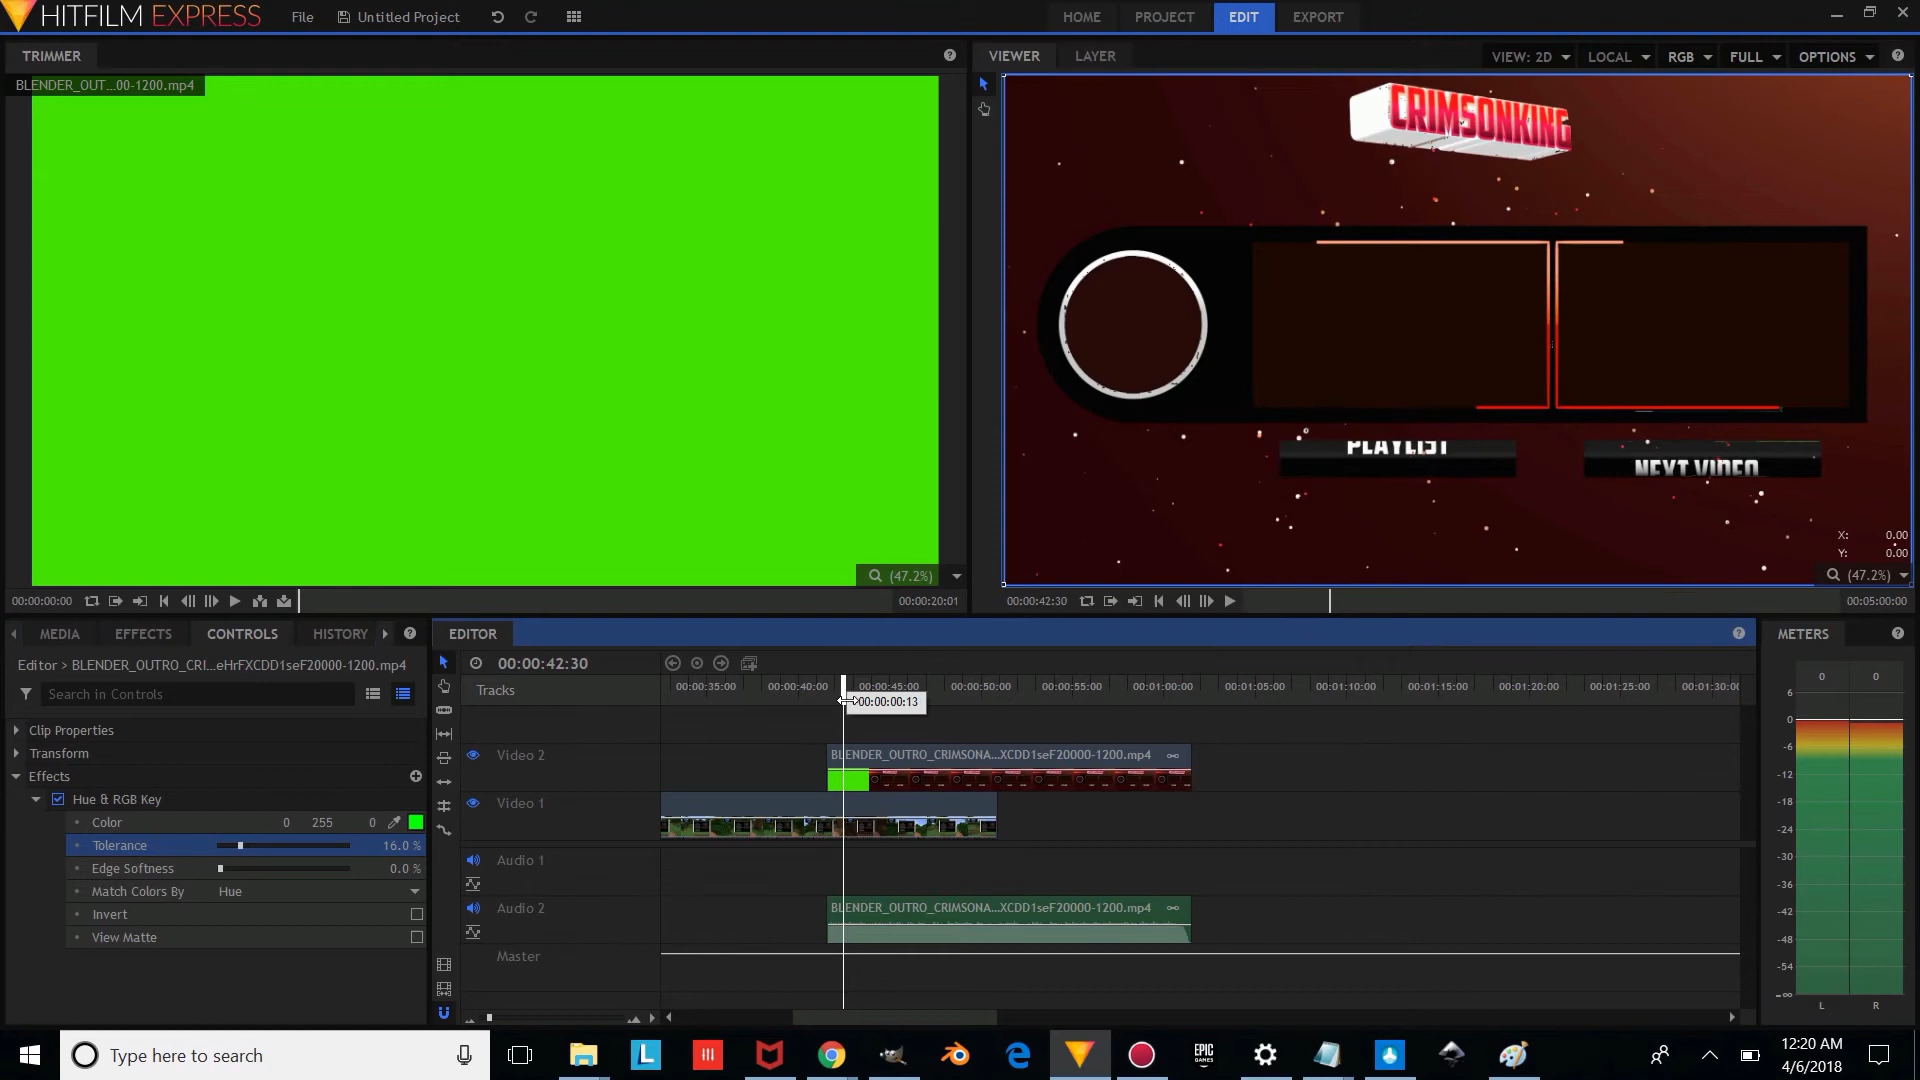 HITFILM EXPRESS
File
Untitled Project
HOME
PROJECT
EDIT
EXPORT
TRIMMER
BLENDER_OUT...00-1200.mp4
(47.2%)
00:00:00:00
00:00:20:01
VIEWER
LAYER
VIEW: 2D
LOCAL
RGB
FULL
OPTIONS
CRIMSONKING
PLAYLIST
NEXT VIDEO
X: 0.00
Y: 0.00
(47.2%)
00:00:42:30
00:05:00:00
MEDIA
EFFECTS
CONTROLS
HISTORY
Editor > BLENDER_OUTRO_CRI...eHrFXCDD1seF20000-1200.mp4
Search in Controls
Clip Properties
Transform
Effects
Hue & RGB Key
Color 0 255 0
Tolerance 16.0 %
Edge Softness 0.0 %
Match Colors By Hue
Invert
View Matte
EDITOR
00:00:42:30
Tracks
00:00:35:00 00:00:40:00 00:00:45:00 00:00:50:00 00:00:55:00 00:01:00:00 00:01:05:00 00:01:10:00 00:01:15:00 00:01:20:00 00:01:25:00 00:01:30:00
00:00:00:13
Video 2
BLENDER_OUTRO_CRIMSONA...XCDD1seF20000-1200.mp4
Video 1
Audio 1
Audio 2
BLENDER_OUTRO_CRIMSONA...XCDD1seF20000-1200.mp4
Master
METERS
0 0
6
0
-6
-12
-18
-24
-30
-36
-42
-48
-54
-∞
L R
Type here to search
L
EPIC
GAMES
12:20 AM
4/6/2018